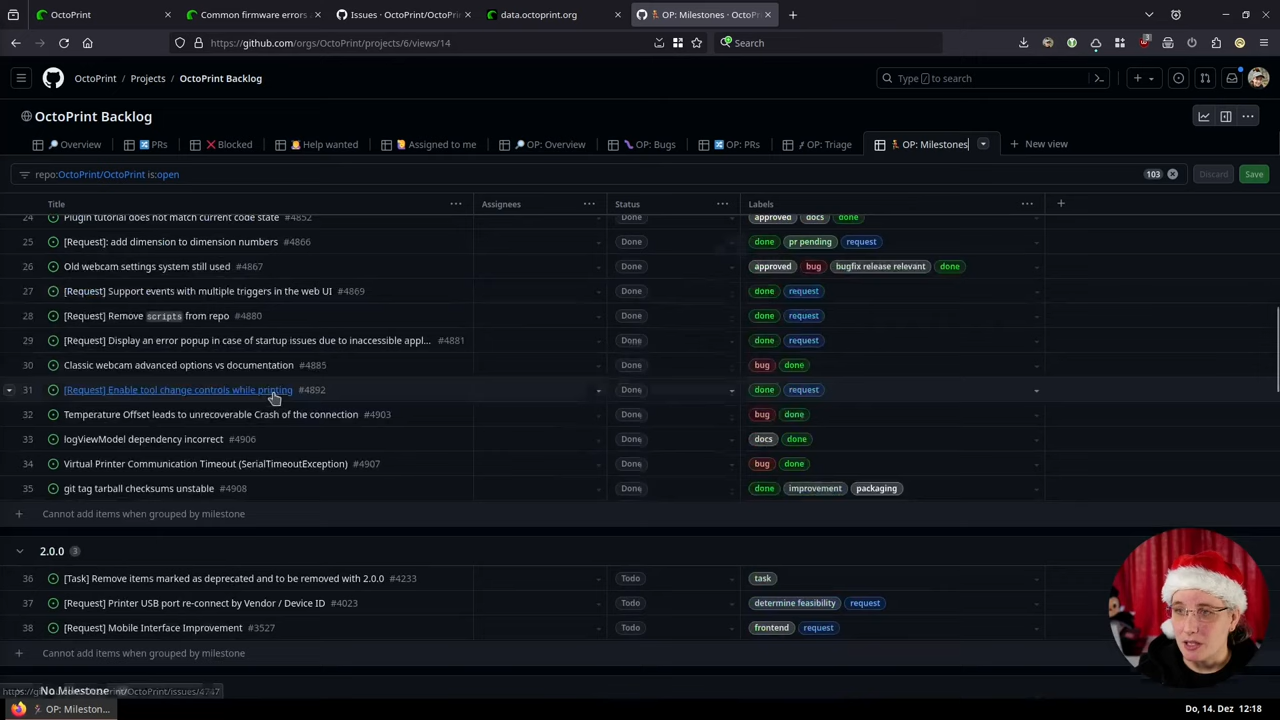 OctoPrint
Common firmware errors a
Issues · OctoPrint/OctoPri
data.octoprint.org
OP: Milestones · OctoPr
https://github.com/orgs/OctoPrint/projects/6/views/14
Search
OctoPrint / Projects / OctoPrint Backlog
Type / to search
OctoPrint Backlog
Overview
PRs
Blocked
Help wanted
Assigned to me
OP: Overview
OP: Bugs
OP: PRs
OP: Triage
OP: Milestones
New view
repo:OctoPrint/OctoPrint is:open
103
Discard
Save
Title Assignees Status Labels
24 Plugin tutorial does not match current code state #4852 Done approved docs done
25 [Request]: add dimension to dimension numbers #4866 Done done pr pending request
26 Old webcam settings system still used #4867 Done approved bug bugfix release relevant done
27 [Request] Support events with multiple triggers in the web UI #4869 Done done request
28 [Request] Remove scripts from repo #4880 Done done request
29 [Request] Display an error popup in case of startup issues due to inaccessible appl... #4881 Done done request
30 Classic webcam advanced options vs documentation #4885 Done bug done
31 [Request] Enable tool change controls while printing #4892 Done done request
32 Temperature Offset leads to unrecoverable Crash of the connection #4903 Done bug done
33 logViewModel dependency incorrect #4906 Done docs done
34 Virtual Printer Communication Timeout (SerialTimeoutException) #4907 Done bug done
35 git tag tarball checksums unstable #4908 Done done improvement packaging
Cannot add items when grouped by milestone
2.0.0 3
36 [Task] Remove items marked as deprecated and to be removed with 2.0.0 #4233 Todo task
37 [Request] Printer USB port re-connect by Vendor / Device ID #4023 Todo determine feasibility request
38 [Request] Mobile Interface Improvement #3527 Todo frontend request
Cannot add items when grouped by milestone
No Milestone
OctoPrint/issues/4747
OP: Mileston...
Do, 14. Dez 12:18